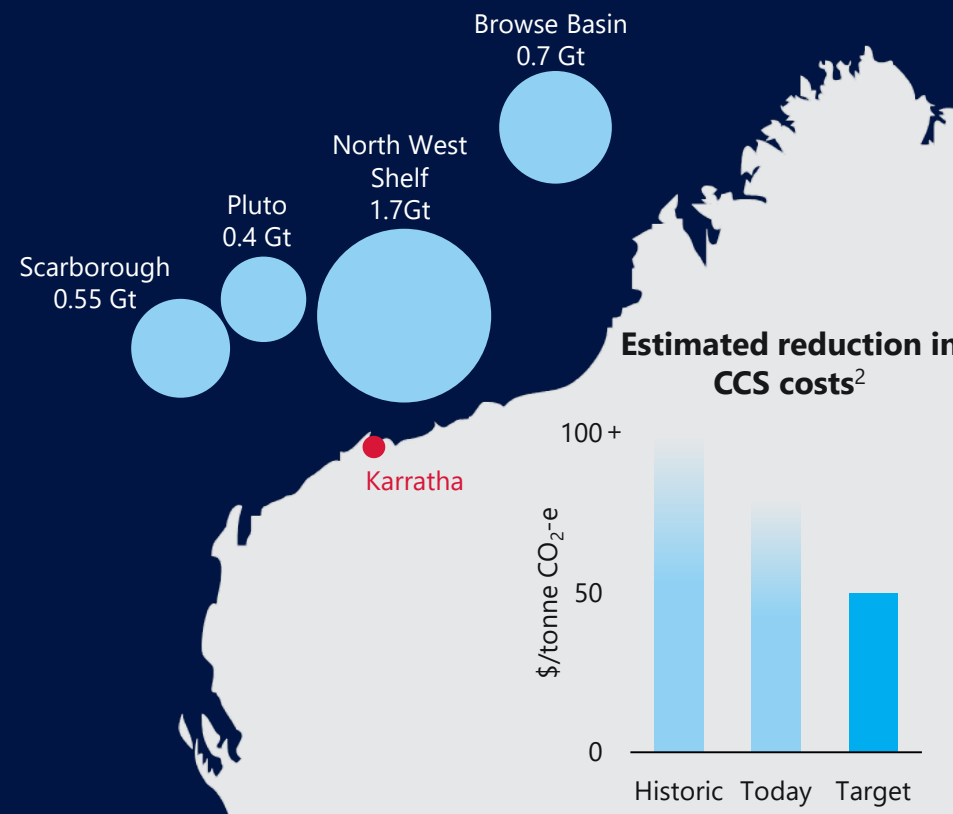 Browse Basin
0.7 Gt
North West
Shelf
1.7Gt
Pluto
0.4 Gt
Scarborough
0.55 Gt
Karratha
Estimated reduction in
CCS costs²
100 +
50
0
$/tonne CO₂-e
Historic Today Target